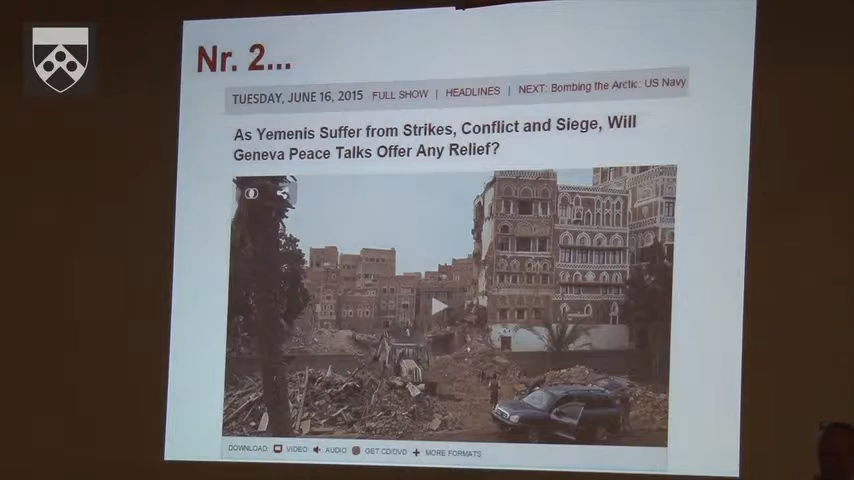 Nr. 2...
TUESDAY, JUNE 16, 2015 FULL SHOW | HEADLINES | NEXT: Bombing the Arctic: US Navy
As Yemenis Suffer from Strikes, Conflict and Siege, Will
Geneva Peace Talks Offer Any Relief?
DOWNLOAD: VIDEO AUDIO GET CD/DVD MORE FORMATS